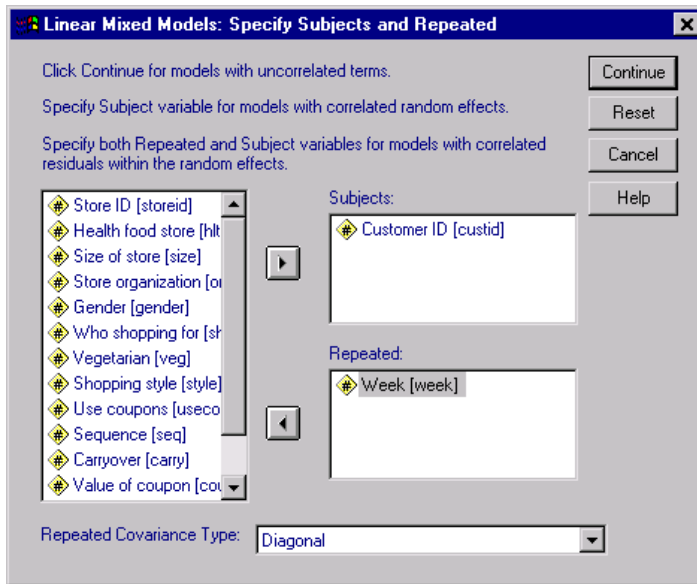 Linear Mixed Models: Specify Subjects and Repeated
Click Continue for models with uncorrelated terms.
Specify Subject variable for models with correlated random effects.
Specify both Repeated and Subject variables for models with correlated
residuals within the random effects.
Continue
Reset
Cancel
Help
Store ID [storeid]
Health food store [hlt
Size of store [size]
Store organization [or
Gender [gender]
Who shopping for [sh
Vegetarian [veg]
Shopping style [style]
Use coupons [useco
Sequence [seq]
Carryover [carry]
Value of coupon [cou
Subjects:
Customer ID [custid]
Repeated:
Week [week]
Repeated Covariance Type:
Diagonal